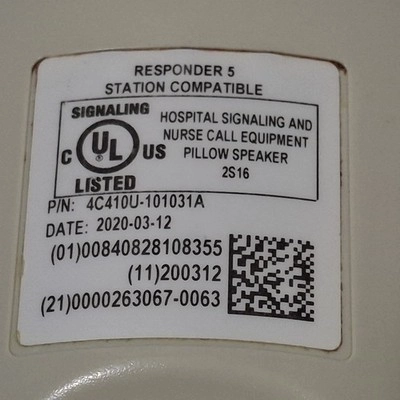 RESPONDER 5
STATION COMPATIBLE
SIGNALING
C UL US
LISTED
HOSPITAL SIGNALING AND
NURSE CALL EQUIPMENT
PILLOW SPEAKER
2S16
P/N: 4C410U-101031A
DATE: 2020-03-12
(01)00840828108355
(11)200312
(21)0000263067-0063